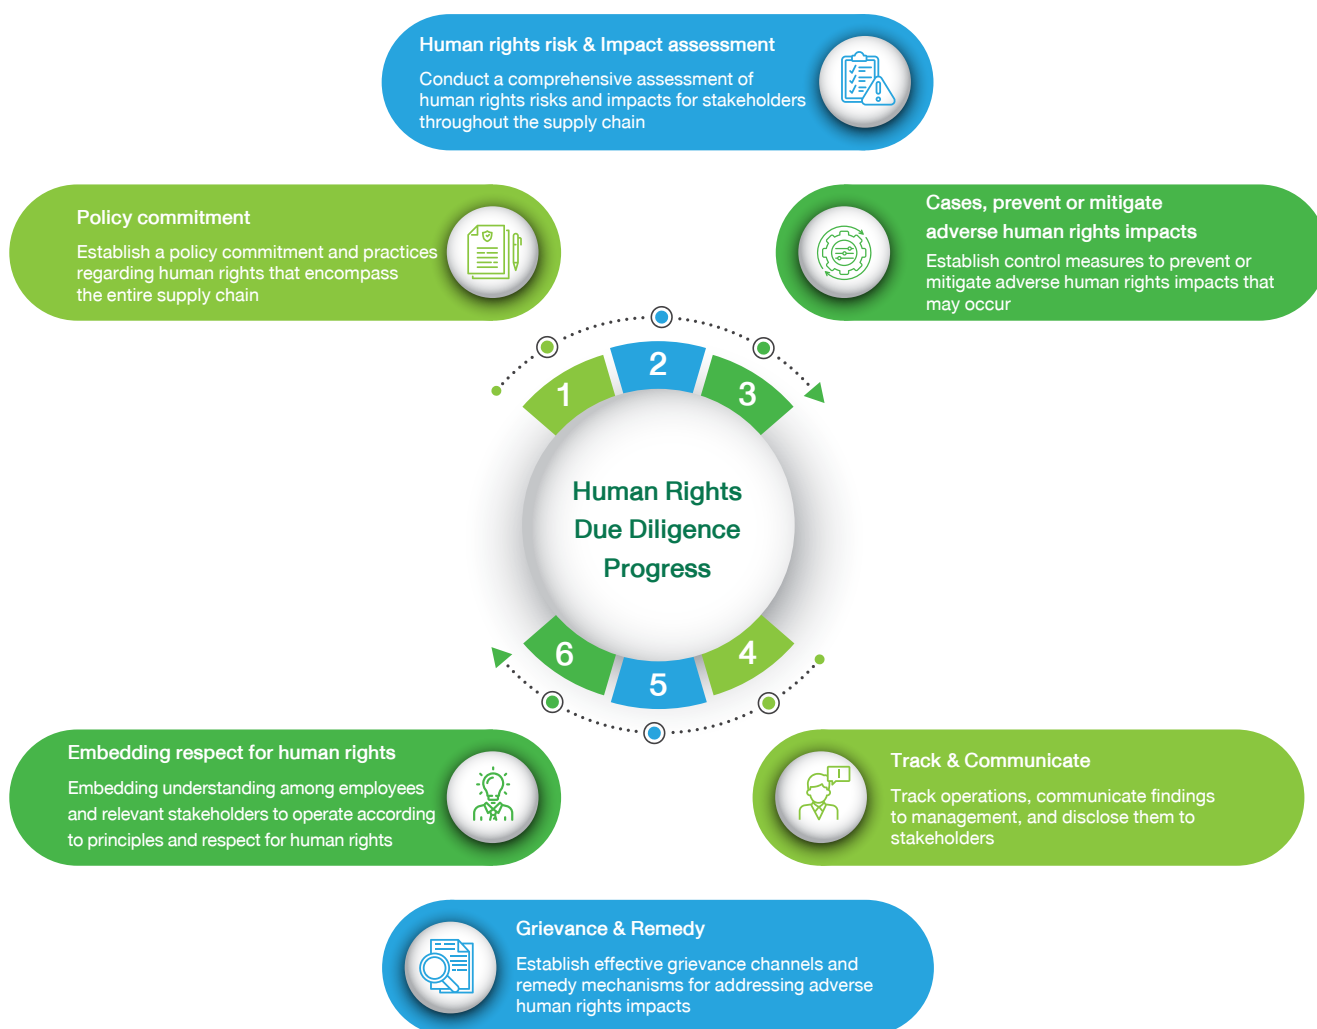 Human rights risk & Impact assessment
Conduct a comprehensive assessment of
human rights risks and impacts for stakeholders
throughout the supply chain
Policy commitment
Establish a policy commitment and practices
regarding human rights that encompass
the entire supply chain
Cases, prevent or mitigate
adverse human rights impacts
Establish control measures to prevent or
mitigate adverse human rights impacts that
may occur
1
2
3
Human Rights
Due Diligence
Progress
6
5
4
Embedding respect for human rights
Embedding understanding among employees
and relevant stakeholders to operate according
to principles and respect for human rights
Track & Communicate
Track operations, communicate findings
to management, and disclose them to
stakeholders
Grievance & Remedy
Establish effective grievance channels and
remedy mechanisms for addressing adverse
human rights impacts